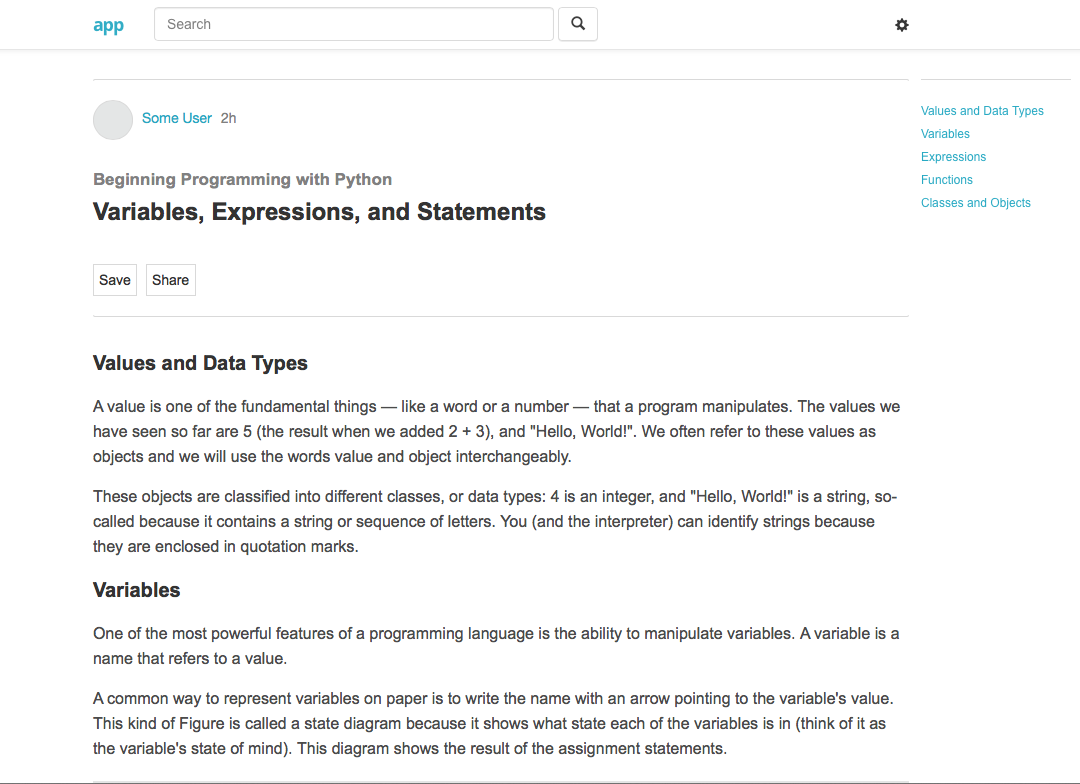 app
Search
Some User 2h
Beginning Programming with Python
Variables, Expressions, and Statements
Save Share
Values and Data Types
A value is one of the fundamental things — like a word or a number — that a program manipulates. The values we
have seen so far are 5 (the result when we added 2 + 3), and "Hello, World!". We often refer to these values as
objects and we will use the words value and object interchangeably.
These objects are classified into different classes, or data types: 4 is an integer, and "Hello, World!" is a string, so-
called because it contains a string or sequence of letters. You (and the interpreter) can identify strings because
they are enclosed in quotation marks.
Variables
One of the most powerful features of a programming language is the ability to manipulate variables. A variable is a
name that refers to a value.
A common way to represent variables on paper is to write the name with an arrow pointing to the variable's value.
This kind of Figure is called a state diagram because it shows what state each of the variables is in (think of it as
the variable's state of mind). This diagram shows the result of the assignment statements.
Values and Data Types
Variables
Expressions
Functions
Classes and Objects